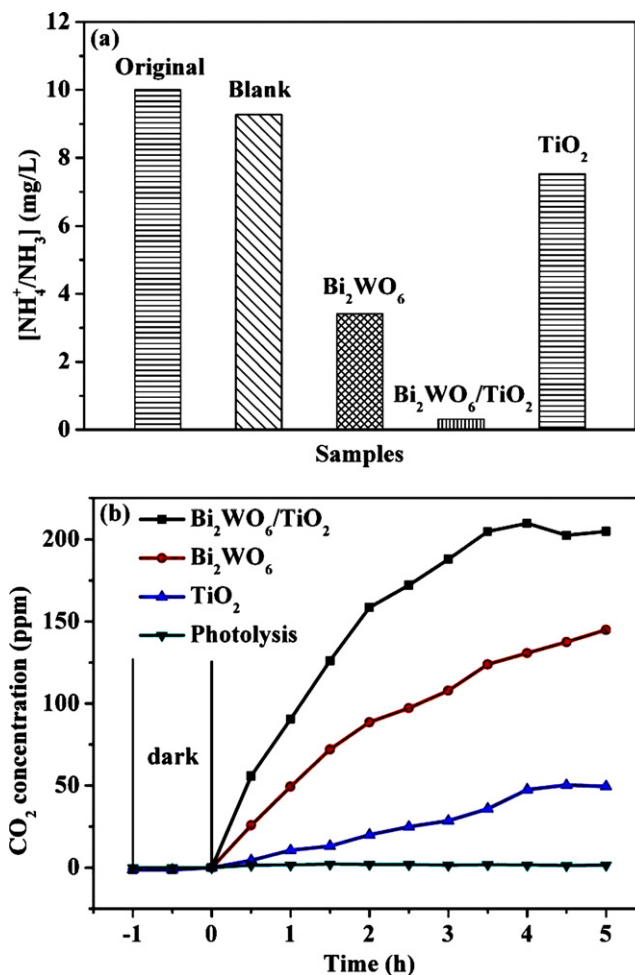 (a)
12
10
8
6
4
2
0
[NH₄⁺/NH₃] (mg/L)
Original
Blank
Bi₂WO₆
Bi₂WO₆/TiO₂
TiO₂
Samples
(b)
Bi₂WO₆/TiO₂
Bi₂WO₆
TiO₂
Photolysis
200
150
100
50
0
CO₂ concentration (ppm)
dark
-1 0 1 2 3 4 5
Time (h)